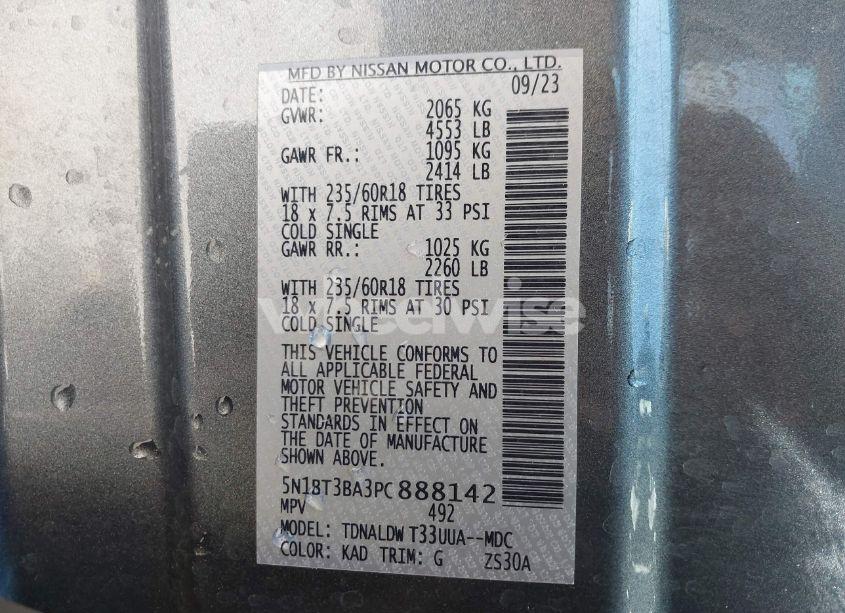 MFD BY NISSAN MOTOR CO., LTD.
DATE: 09/23
GVWR: 2065 KG
4553 LB
GAWR FR.: 1095 KG
2414 LB
WITH 235/60R18 TIRES
18 x 7.5 RIMS AT 33 PSI
COLD SINGLE
GAWR RR.: 1025 KG
2260 LB
WITH 235/60R18 TIRES
18 x 7.5 RIMS AT 30 PSI
COLD SINGLE
THIS VEHICLE CONFORMS TO
ALL APPLICABLE FEDERAL
MOTOR VEHICLE SAFETY AND
THEFT PREVENTION
STANDARDS IN EFFECT ON
THE DATE OF MANUFACTURE
SHOWN ABOVE.
5N1BT3BA3PC888142
MPV 492
MODEL: TDNALDW T33UUA--MDC
COLOR: KAD TRIM: G ZS30A